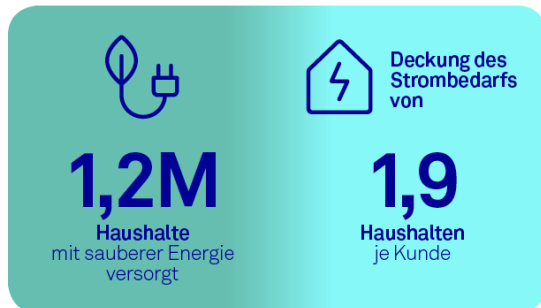 1,2M
Haushalte
mit sauberer Energie
versorgt
Deckung des
Strombedarfs
von
1,9
Haushalten
je Kunde